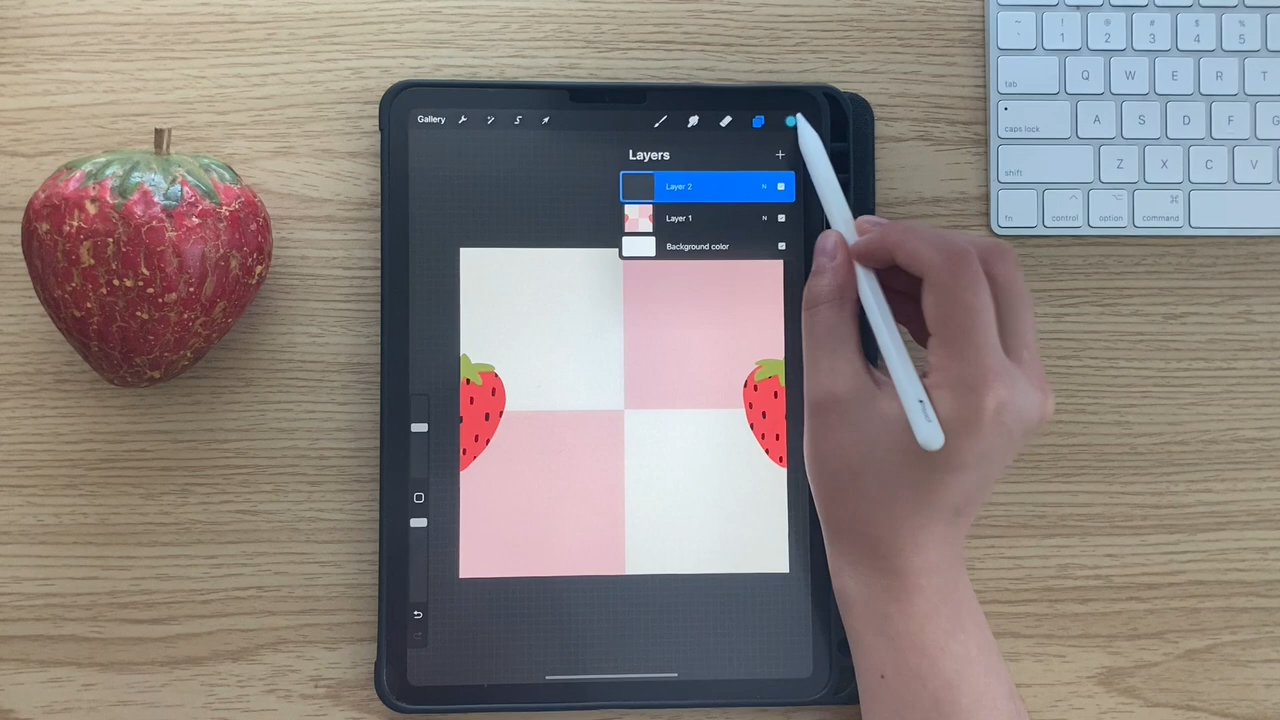 Gallery
Layers
Layer 2 N
Layer 1 N
Background color
~ ` ! 1 @ 2 # 3 $ 4 % 5
tab Q W E R T
caps lock A S D F G
shift Z X C V
fn control option command